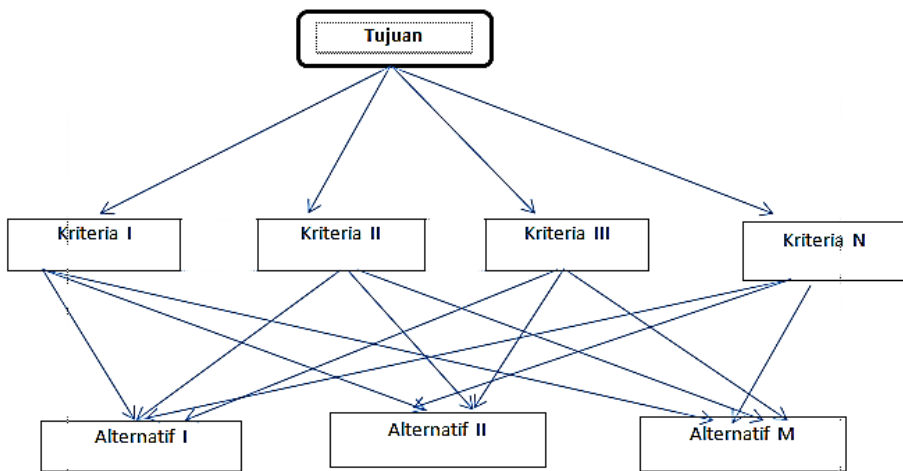 Tujuan
Kriteria I
Kriteria II
Kriteria III
Kriteria N
Alternatif I
Alternatif II
Alternatif M